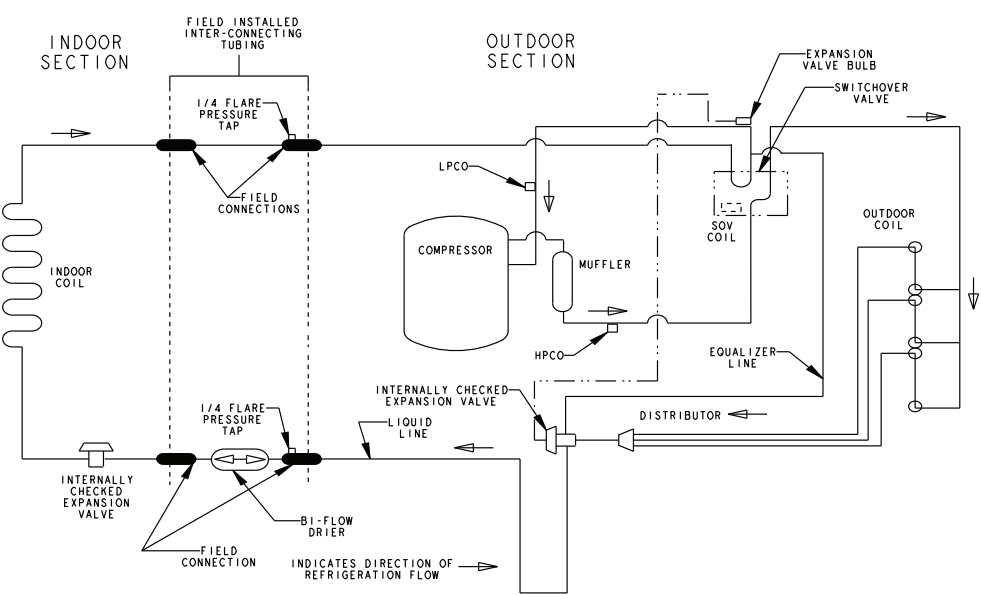 FIELD INSTALLED
INTER-CONNECTING
TUBING
INDOOR
SECTION
OUTDOOR
SECTION
EXPANSION
VALVE BULB
SWITCHOVER
VALVE
1/4 FLARE
PRESSURE
TAP
LPCO
FIELD
CONNECTIONS
SOV
COIL
OUTDOOR
COIL
COMPRESSOR
MUFFLER
INDOOR
COIL
HPCO
EQUALIZER
LINE
INTERNALLY CHECKED
EXPANSION VALVE
1/4 FLARE
PRESSURE
TAP
LIQUID
LINE
DISTRIBUTOR
INTERNALLY
CHECKED
EXPANSION
VALVE
BI-FLOW
DRIER
FIELD
CONNECTION
INDICATES DIRECTION OF
REFRIGERATION FLOW